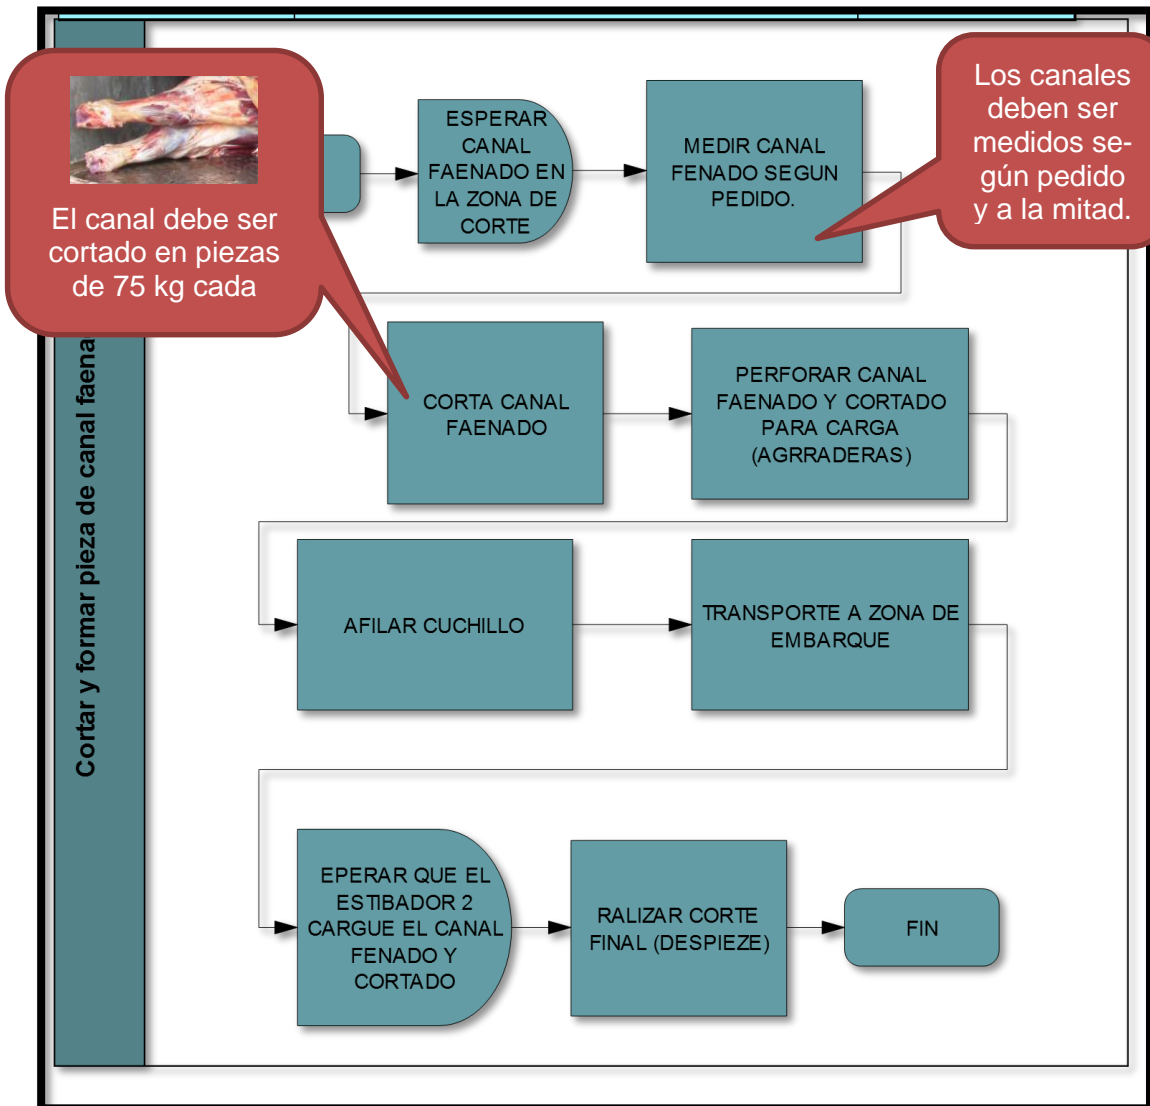 Cortar y formar pieza de canal faena
El canal debe ser
cortado en piezas
de 75 kg cada
ESPERAR
CANAL
FAENADO EN
LA ZONA DE
CORTE
MEDIR CANAL
FENADO SEGUN
PEDIDO.
Los canales
deben ser
medidos se-
gún pedido
y a la mitad.
CORTA CANAL
FAENADO
PERFORAR CANAL
FAENADO Y CORTADO
PARA CARGA
(AGRRADERAS)
AFILAR CUCHILLO
TRANSPORTE A ZONA DE
EMBARQUE
EPERAR QUE EL
ESTIBADOR 2
CARGUE EL CANAL
FENADO Y
CORTADO
RALIZAR CORTE
FINAL (DESPIEZE)
FIN